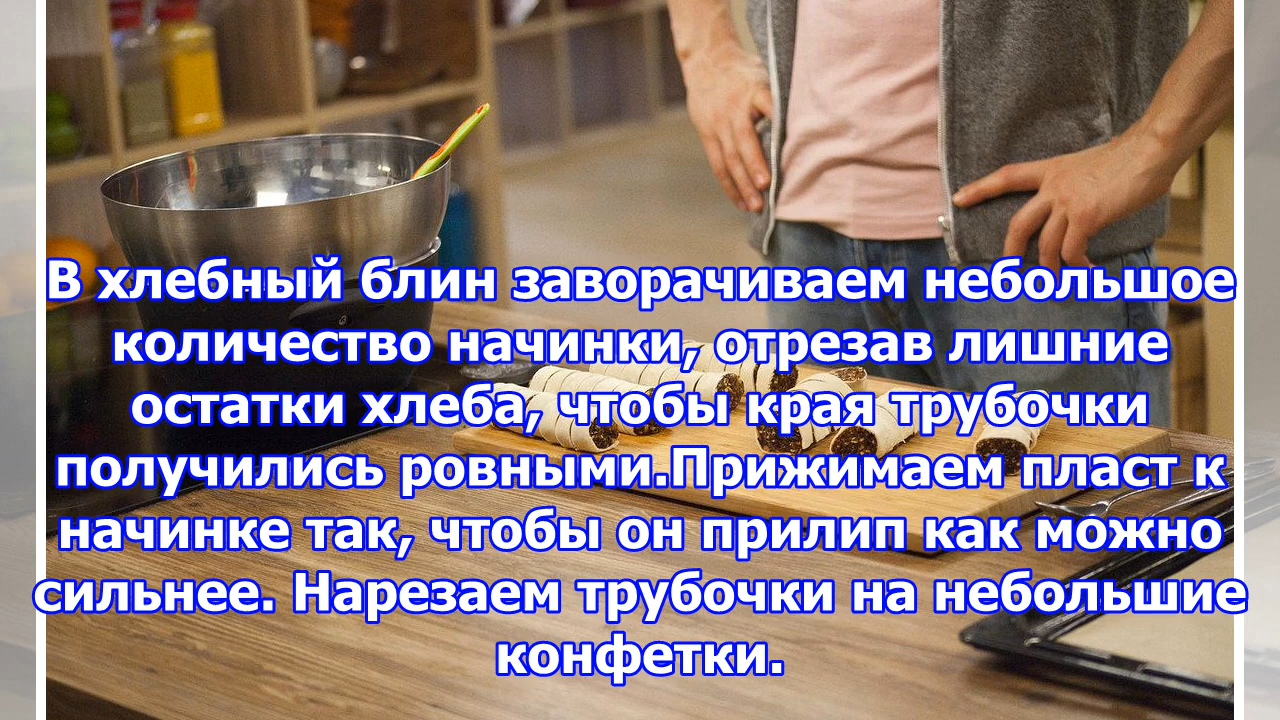 В хлебный блин заворачиваем небольшое
количество начинки, отрезав лишние
остатки хлеба, чтобы края трубочки
получились ровными.Прижимаем пласт к
начинке так, чтобы он прилип как можно
сильнее. Нарезаем трубочки на небольшие
конфетки.